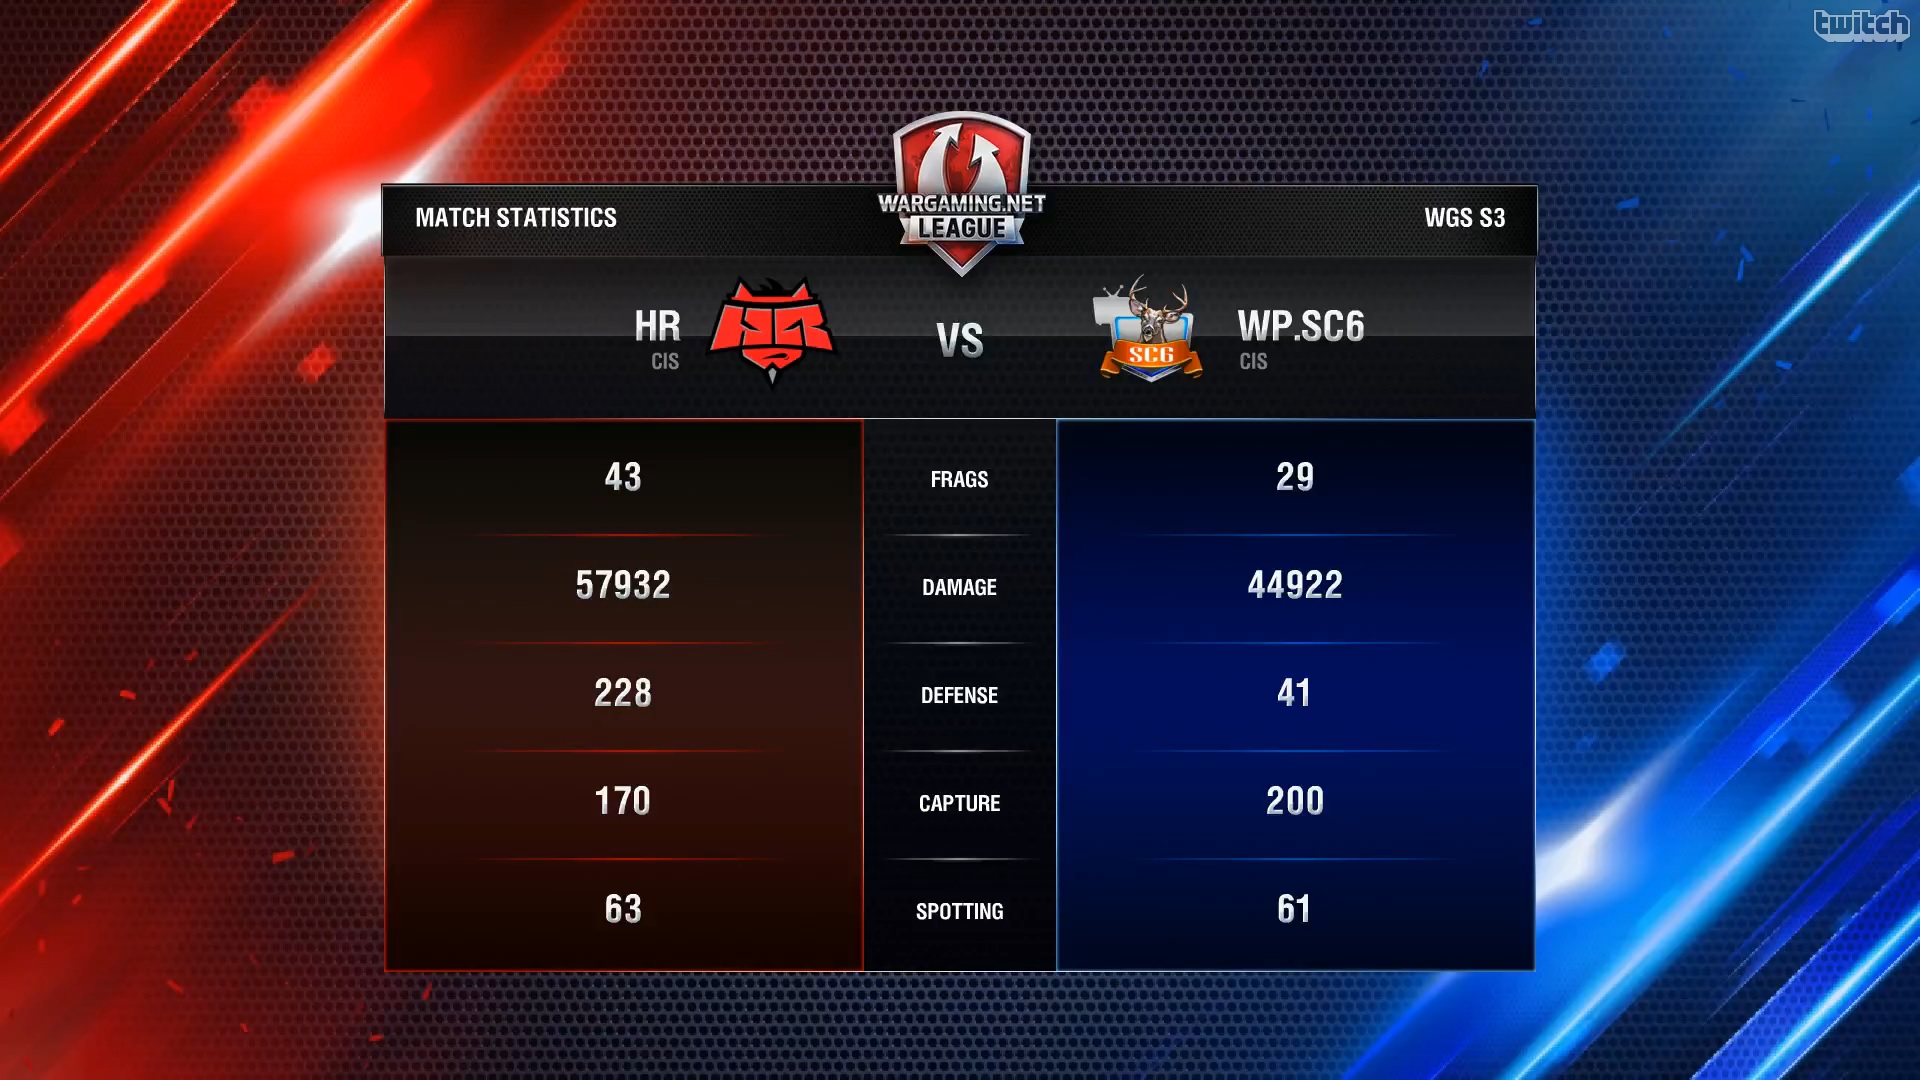 twitch
WARGAMING.NET
LEAGUE
MATCH STATISTICS
WGS S3
HR
CIS
VS
SC6
WP.SC6
CIS
43 FRAGS 29
57932 DAMAGE 44922
228 DEFENSE 41
170 CAPTURE 200
63 SPOTTING 61